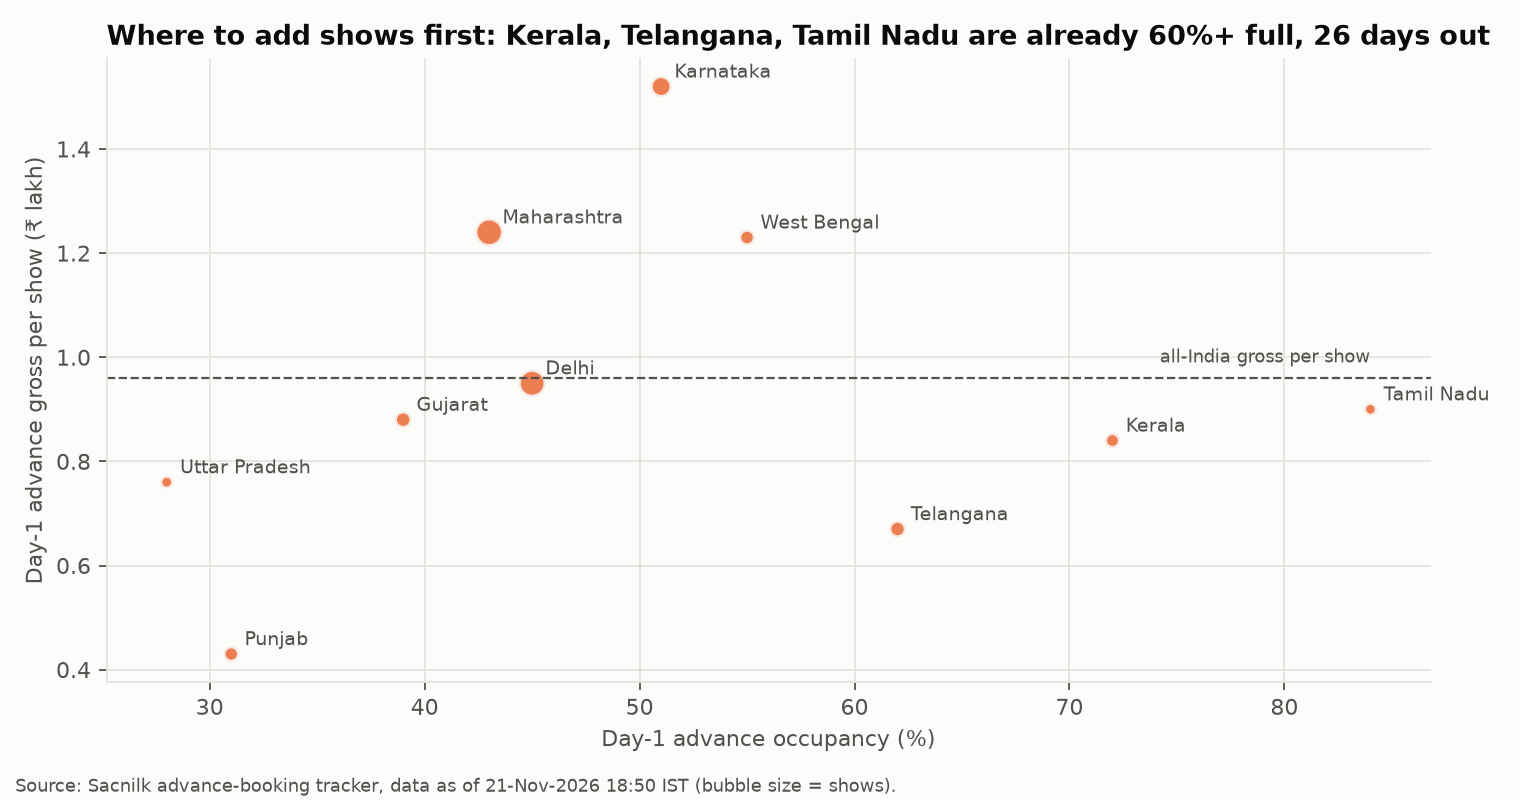 Where to add shows first: Kerala, Telangana, Tamil Nadu are already 60%+ full, 26 days out
Karnataka
1.4
Maharashtra
West Bengal
1.2
1.0
all-India gross per show
Delhi
Tamil Nadu
Gujarat
Kerala
0.8
Uttar Pradesh
Telangana
0.6
Punjab
0.4
Day-1 advance gross per show (₹ lakh)
30 40 50 60 70 80
Day-1 advance occupancy (%)
Source: Sacnilk advance-booking tracker, data as of 21-Nov-2026 18:50 IST (bubble size = shows).